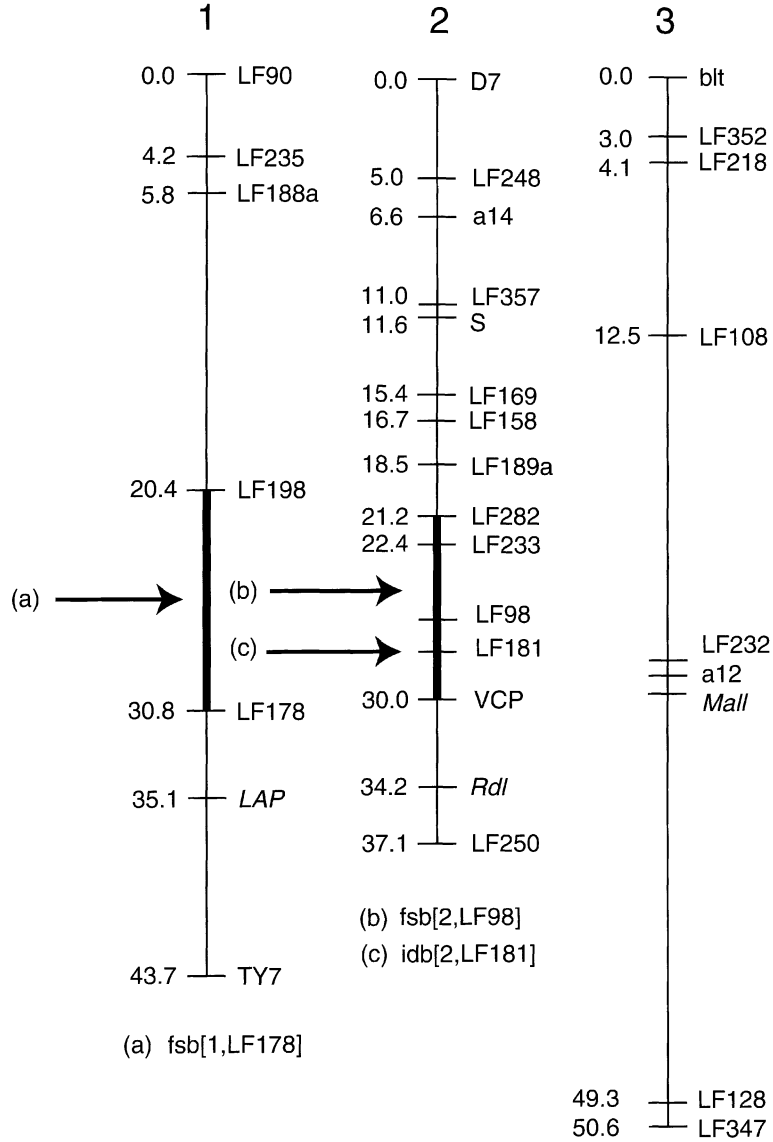 1
0.0 LF90
4.2 LF235
5.8 LF188a
20.4 LF198
(a)
30.8 LF178
35.1 LAP
43.7 TY7
(a) fsb[1,LF178]
2
0.0 D7
5.0 LF248
6.6 a14
11.0 LF357
11.6 S
15.4 LF169
16.7 LF158
18.5 LF189a
21.2 LF282
22.4 LF233
(b)
LF98
(c) LF181
30.0 VCP
34.2 Rdl
37.1 LF250
(b) fsb[2,LF98]
(c) idb[2,LF181]
3
0.0 blt
3.0 LF352
4.1 LF218
12.5 LF108
LF232
a12
Mall
49.3 LF128
50.6 LF347